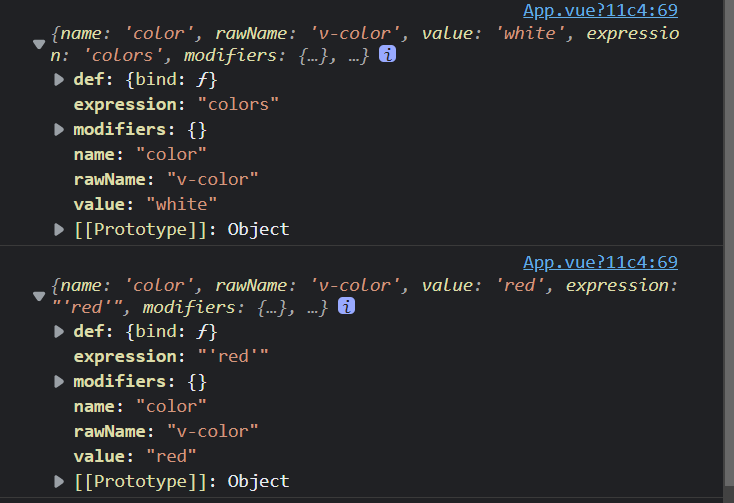 App.vue?11c4:69
{name: 'color', rawName: 'v-color', value: 'white', expressio
n: 'colors', modifiers: {…}, …} i
def: {bind: ƒ}
expression: "colors"
modifiers: {}
name: "color"
rawName: "v-color"
value: "white"
[[Prototype]]: Object
App.vue?11c4:69
{name: 'color', rawName: 'v-color', value: 'red', expression:
"'red'", modifiers: {…}, …} i
def: {bind: ƒ}
expression: "'red'"
modifiers: {}
name: "color"
rawName: "v-color"
value: "red"
[[Prototype]]: Object